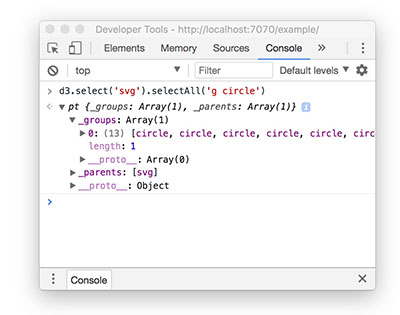 Developer Tools - http://localhost:7070/example/
Elements Memory Sources Console »
top ▼ Filter Default levels ▼
> d3.select('svg').selectAll('g circle')
<· ▼ pt {_groups: Array(1), _parents: Array(1)} i
▼ _groups: Array(1)
▶ 0: (13) [circle, circle, circle, circle, circle, circ
length: 1
▶ __proto__: Array(0)
▶ _parents: [svg]
▶ __proto__: Object
>
Console